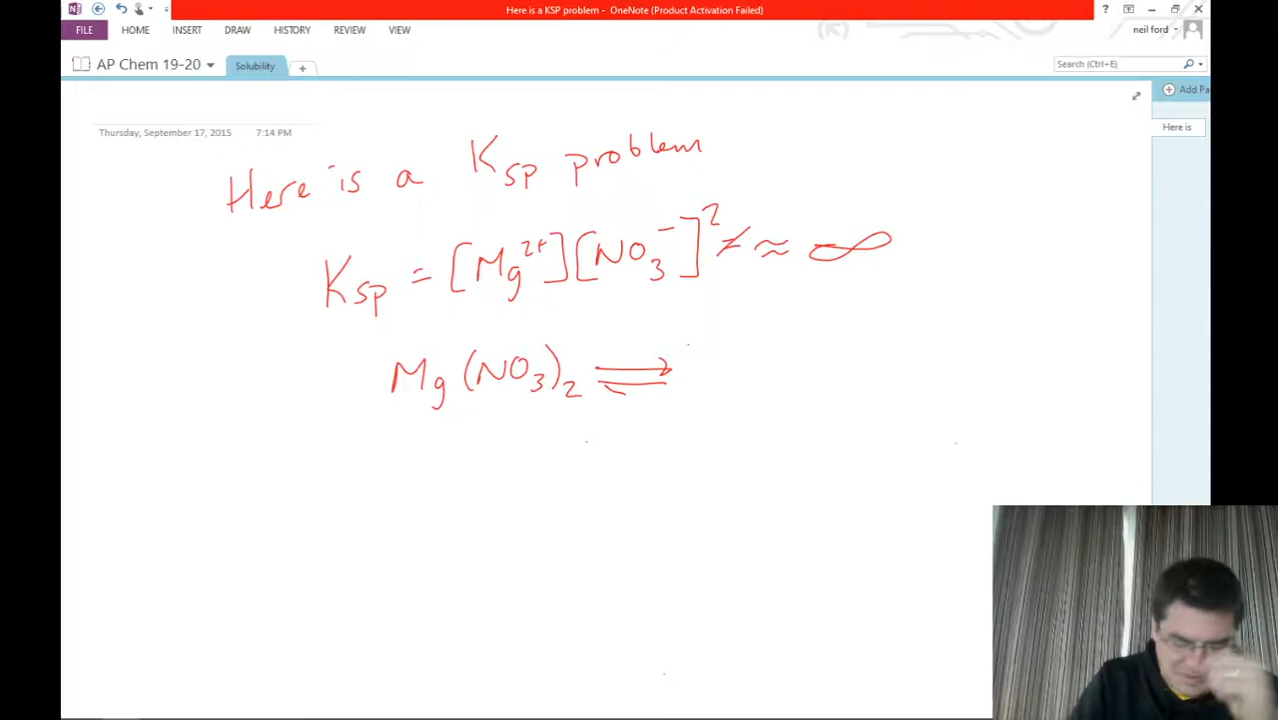 Here is a KSP problem - OneNote (Product Activation Failed)
?
FILE HOME INSERT DRAW HISTORY REVIEW VIEW
neil ford
AP Chem 19-20
Solubility
+
Search (Ctrl+E)
Add Pa
Here is
Thursday, September 17, 2015 7:14 PM
Here is a Ksp problem
Ksp = [Mg²⁺][NO₃⁻]² ≠ ≈ ∞
Mg(NO₃)₂ ⇌